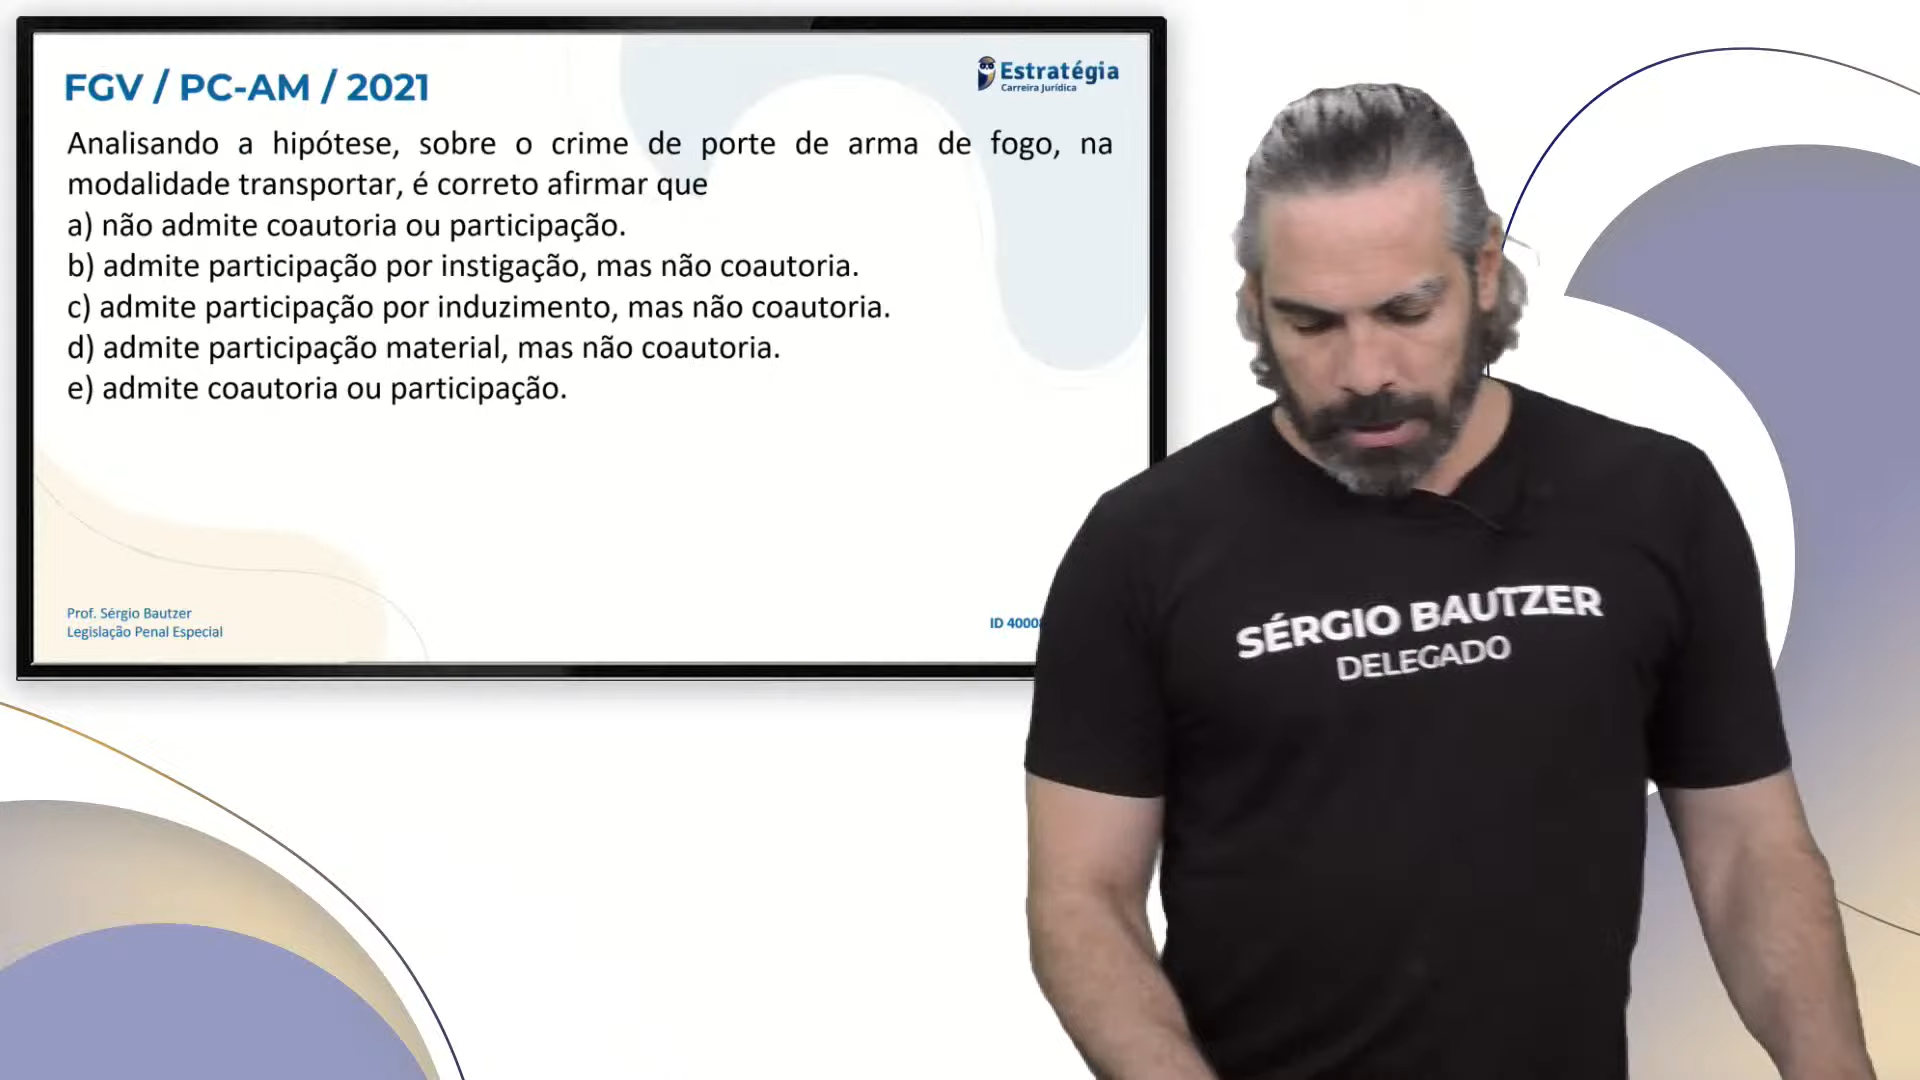 FGV / PC-AM / 2021
Estratégia
Carreira Jurídica
Analisando a hipótese, sobre o crime de porte de arma de fogo, na
modalidade transportar, é correto afirmar que
a) não admite coautoria ou participação.
b) admite participação por instigação, mas não coautoria.
c) admite participação por induzimento, mas não coautoria.
d) admite participação material, mas não coautoria.
e) admite coautoria ou participação.
Prof. Sérgio Bautzer
Legislação Penal Especial
ID 4000
SÉRGIO BAUTZER
DELEGADO